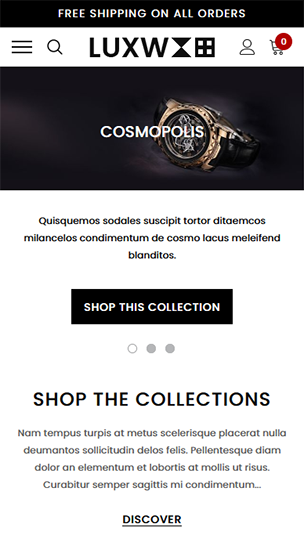 FREE SHIPPING ON ALL ORDERS
LUXW
0
COSMOPOLIS
Quisquemos sodales suscipit tortor ditaemcos
milancelos condimentum de cosmo lacus meleifend
blanditos.
SHOP THIS COLLECTION
SHOP THE COLLECTIONS
Nam tempus turpis at metus scelerisque placerat nulla
deumantos sollicitudin delos felis. Pellentesque diam
dolor an elementum et lobortis at mollis ut risus.
Curabitur semper sagittis mi condimentum...
DISCOVER